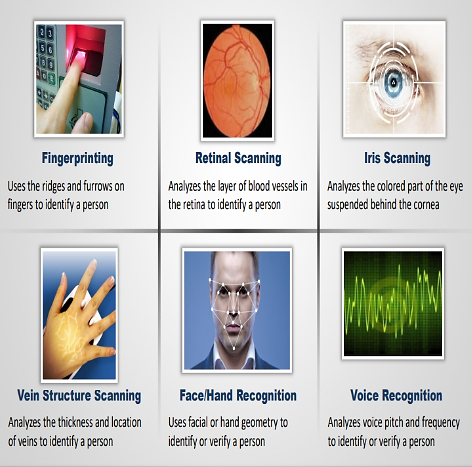 Fingerprinting
Uses the ridges and furrows on
fingers to identify a person
Retinal Scanning
Analyzes the layer of blood vessels in
the retina to identify a person
Iris Scanning
Analyzes the colored part of the eye
suspended behind the cornea
Vein Structure Scanning
Analyzes the thickness and location
of veins to identify a person
Face/Hand Recognition
Uses facial or hand geometry to
identify or verify a person
Voice Recognition
Analyzes voice pitch and frequency
to identify or verify a person